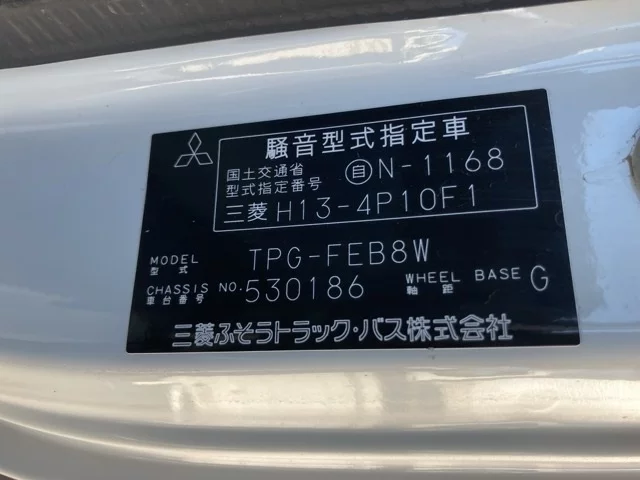 騒音型式指定車
国土交通省
型式指定番号 自N-1168
三菱 H13-4P10F1
MODEL
型式 TPG-FEB8W
CHASSIS NO.
車台番号 530186 WHEEL BASE
軸距 G
三菱ふそうトラック・バス株式会社